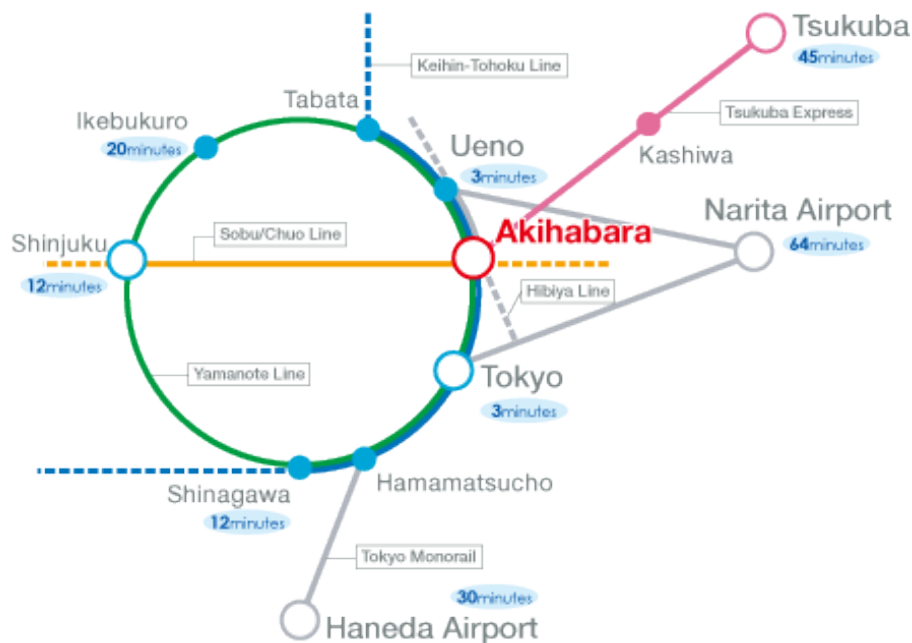 Tsukuba
45minutes
Keihin-Tohoku Line
Tabata
Tsukuba Express
Ikebukuro
20minutes
Ueno
3minutes
Kashiwa
Narita Airport
64minutes
Akihabara
Shinjuku
12minutes
Sobu/Chuo Line
Hibiya Line
Yamanote Line
Tokyo
3minutes
Shinagawa
12minutes
Hamamatsucho
Tokyo Monorail
30minutes
Haneda Airport